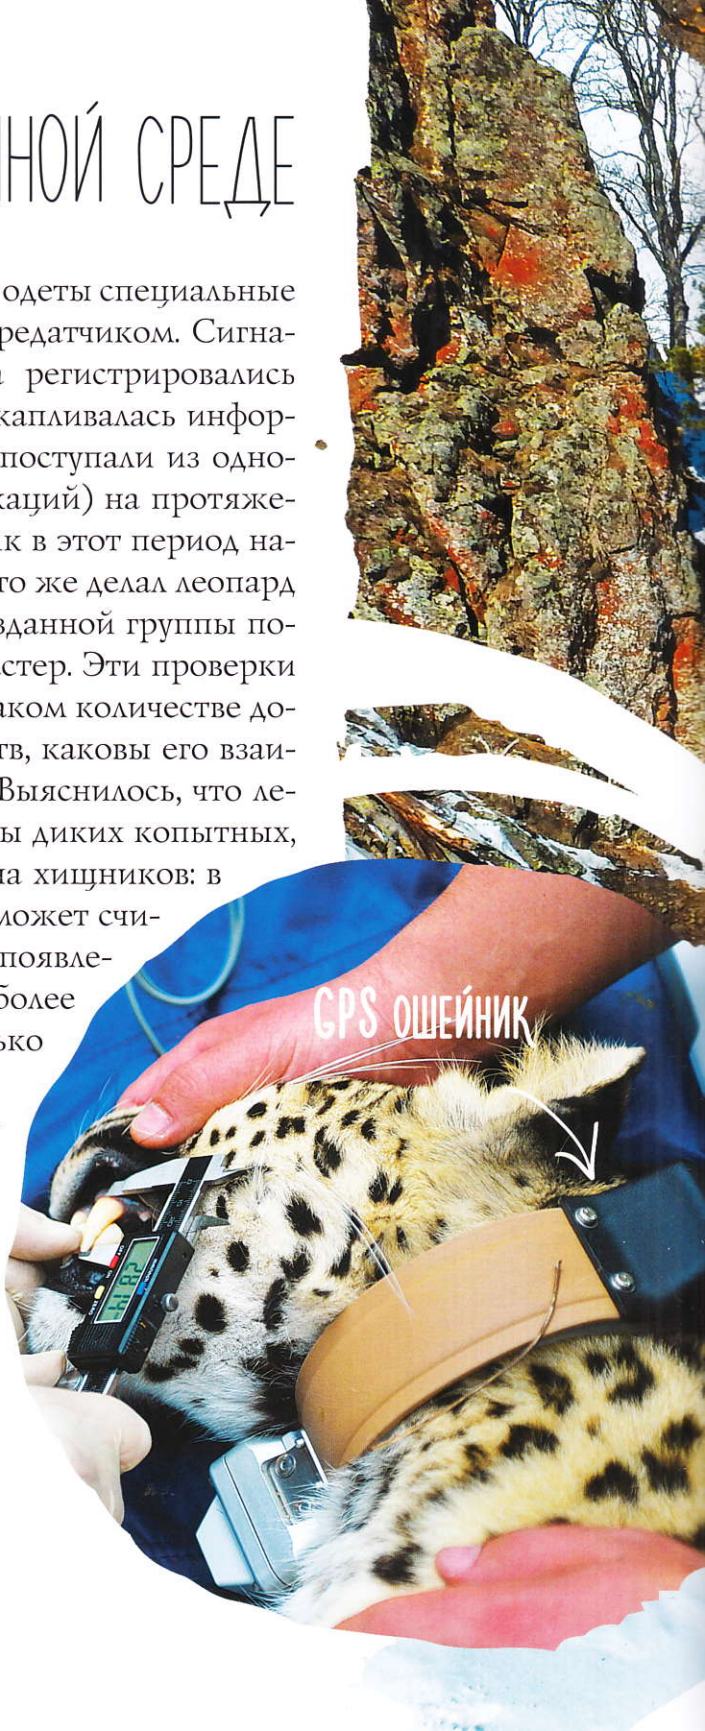 НОЙ СРЕДЕ
одеты специальные
редатчиком. Сигна-
регистрировались
капливалась инфор-
поступали из одно-
каций) на протяже-
ак в этот период на-
то же делал леопард
зданной группы по-
стер. Эти проверки
аком количестве до-
тв, каковы его взаи-
Выяснилось, что ле-
ы диких копытных,
на хищников: в
может счи-
появле-
более
ько
GPS ОШЕЙНИК